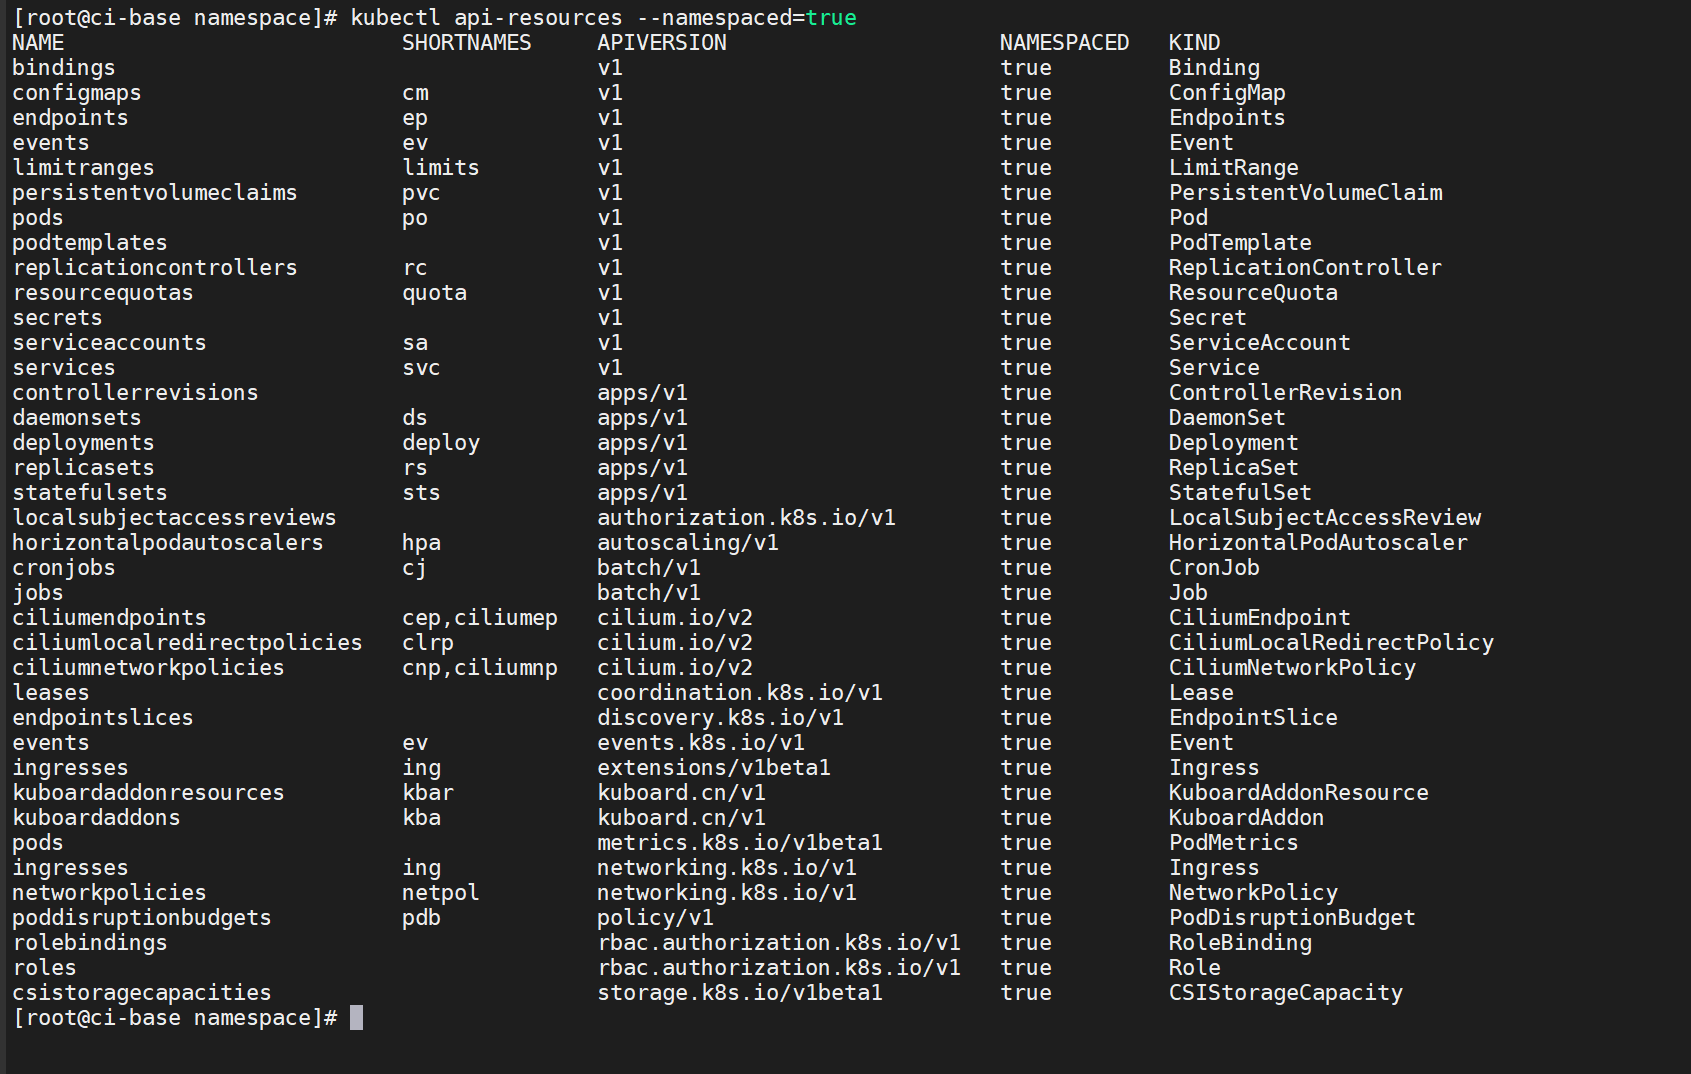 [root@ci-base namespace]# kubectl api-resources --namespaced=true
NAME                          SHORTNAMES     APIVERSION                     NAMESPACED   KIND
bindings                                     v1                             true         Binding
configmaps                    cm             v1                             true         ConfigMap
endpoints                     ep             v1                             true         Endpoints
events                        ev             v1                             true         Event
limitranges                   limits         v1                             true         LimitRange
persistentvolumeclaims        pvc            v1                             true         PersistentVolumeClaim
pods                          po             v1                             true         Pod
podtemplates                                 v1                             true         PodTemplate
replicationcontrollers        rc             v1                             true         ReplicationController
resourcequotas                quota          v1                             true         ResourceQuota
secrets                                      v1                             true         Secret
serviceaccounts               sa             v1                             true         ServiceAccount
services                      svc            v1                             true         Service
controllerrevisions                          apps/v1                        true         ControllerRevision
daemonsets                    ds             apps/v1                        true         DaemonSet
deployments                   deploy         apps/v1                        true         Deployment
replicasets                   rs             apps/v1                        true         ReplicaSet
statefulsets                  sts            apps/v1                        true         StatefulSet
localsubjectaccessreviews                    authorization.k8s.io/v1        true         LocalSubjectAccessReview
horizontalpodautoscalers      hpa            autoscaling/v1                 true         HorizontalPodAutoscaler
cronjobs                      cj             batch/v1                       true         CronJob
jobs                                         batch/v1                       true         Job
ciliumendpoints               cep,ciliumep   cilium.io/v2                   true         CiliumEndpoint
ciliumlocalredirectpolicies   clrp           cilium.io/v2                   true         CiliumLocalRedirectPolicy
ciliumnetworkpolicies         cnp,ciliumnp   cilium.io/v2                   true         CiliumNetworkPolicy
leases                                       coordination.k8s.io/v1         true         Lease
endpointslices                               discovery.k8s.io/v1            true         EndpointSlice
events                        ev             events.k8s.io/v1               true         Event
ingresses                     ing            extensions/v1beta1             true         Ingress
kuboardaddonresources         kbar           kuboard.cn/v1                  true         KuboardAddonResource
kuboardaddons                 kba            kuboard.cn/v1                  true         KuboardAddon
pods                                         metrics.k8s.io/v1beta1         true         PodMetrics
ingresses                     ing            networking.k8s.io/v1           true         Ingress
networkpolicies               netpol         networking.k8s.io/v1           true         NetworkPolicy
poddisruptionbudgets          pdb            policy/v1                      true         PodDisruptionBudget
rolebindings                                 rbac.authorization.k8s.io/v1   true         RoleBinding
roles                                        rbac.authorization.k8s.io/v1   true         Role
csistoragecapacities                         storage.k8s.io/v1beta1         true         CSIStorageCapacity
[root@ci-base namespace]#